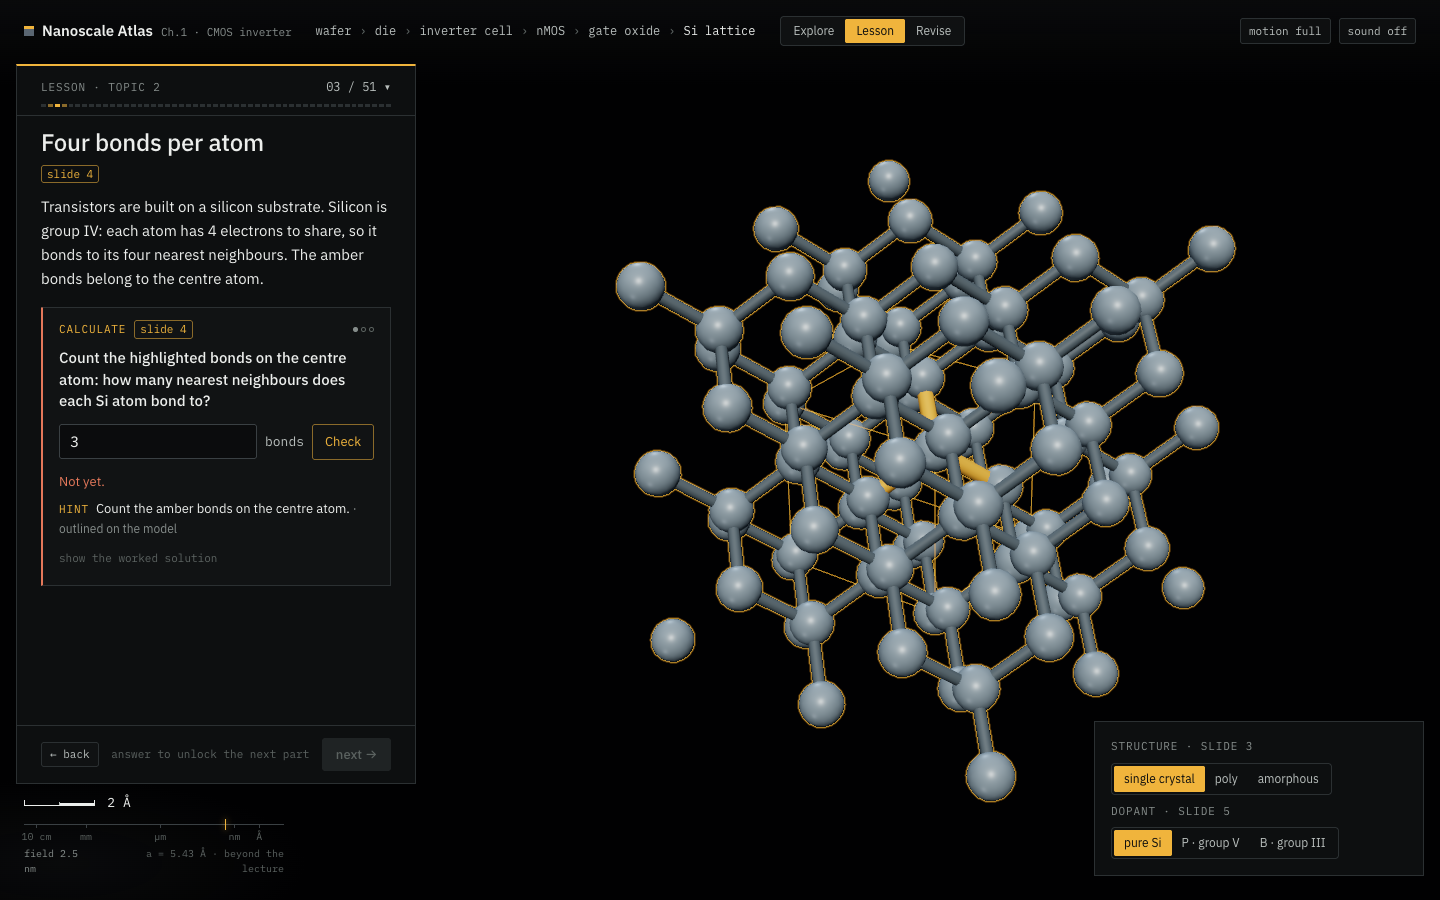 Nanoscale Atlas Ch.1 · CMOS inverter wafer › die › inverter cell › nMOS › gate oxide › Si lattice Explore Lesson Revise motion full sound off
LESSON · TOPIC 2 03 / 51 ▾
Four bonds per atom
slide 4
Transistors are built on a silicon substrate. Silicon is
group IV: each atom has 4 electrons to share, so it
bonds to its four nearest neighbours. The amber
bonds belong to the centre atom.
CALCULATE slide 4
Count the highlighted bonds on the centre
atom: how many nearest neighbours does
each Si atom bond to?
3 bonds Check
Not yet.
HINT Count the amber bonds on the centre atom. ·
outlined on the model
show the worked solution
← back answer to unlock the next part next →
2 Å
10 cm mm µm nm Å
field 2.5 nm
a = 5.43 Å · beyond the lecture
STRUCTURE · SLIDE 3
single crystal poly amorphous
DOPANT · SLIDE 5
pure Si P · group V B · group III